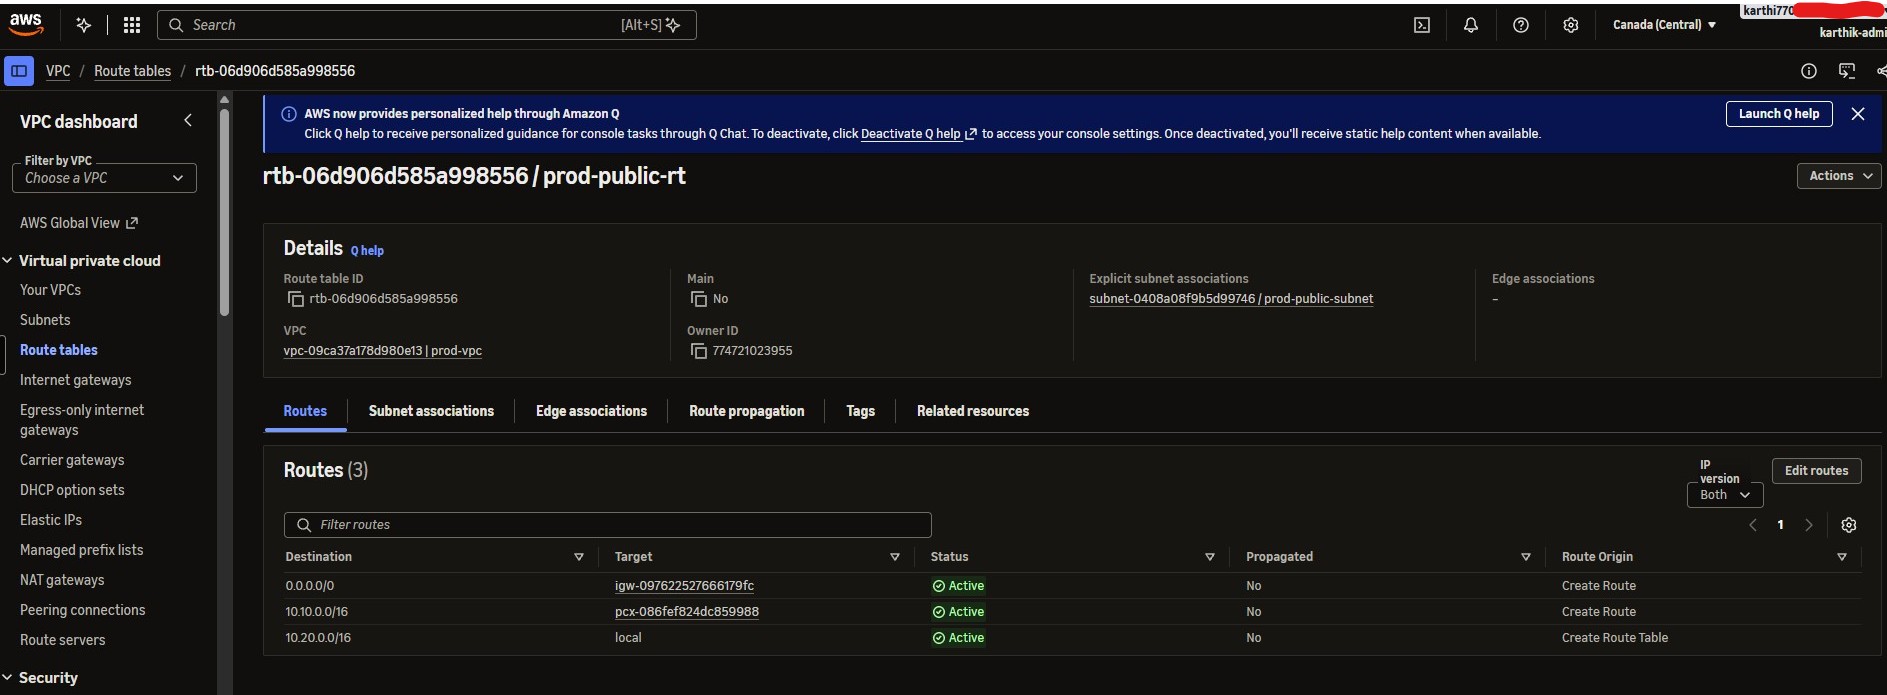 aws
Search
[Alt+S]
Canada (Central)
karthi770
karthik-admi
VPC / Route tables / rtb-06d906d585a998556
VPC dashboard
Filter by VPC
Choose a VPC
AWS Global View
Virtual private cloud
Your VPCs
Subnets
Route tables
Internet gateways
Egress-only internet
gateways
Carrier gateways
DHCP option sets
Elastic IPs
Managed prefix lists
NAT gateways
Peering connections
Route servers
Security
AWS now provides personalized help through Amazon Q
Click Q help to receive personalized guidance for console tasks through Q Chat. To deactivate, click Deactivate Q help to access your console settings. Once deactivated, you'll receive static help content when available.
Launch Q help
rtb-06d906d585a998556 / prod-public-rt
Actions
Details Q help
Route table ID
rtb-06d906d585a998556
Main
No
Explicit subnet associations
subnet-0408a08f9b5d99746 / prod-public-subnet
Edge associations
–
VPC
vpc-09ca37a178d980e13 | prod-vpc
Owner ID
774721023955
Routes
Subnet associations
Edge associations
Route propagation
Tags
Related resources
Routes (3)
IP
version
Both
Edit routes
Filter routes
1
Destination Target Status Propagated Route Origin
0.0.0.0/0 igw-097622527666179fc Active No Create Route
10.10.0.0/16 pcx-086fef824dc859988 Active No Create Route
10.20.0.0/16 local Active No Create Route Table